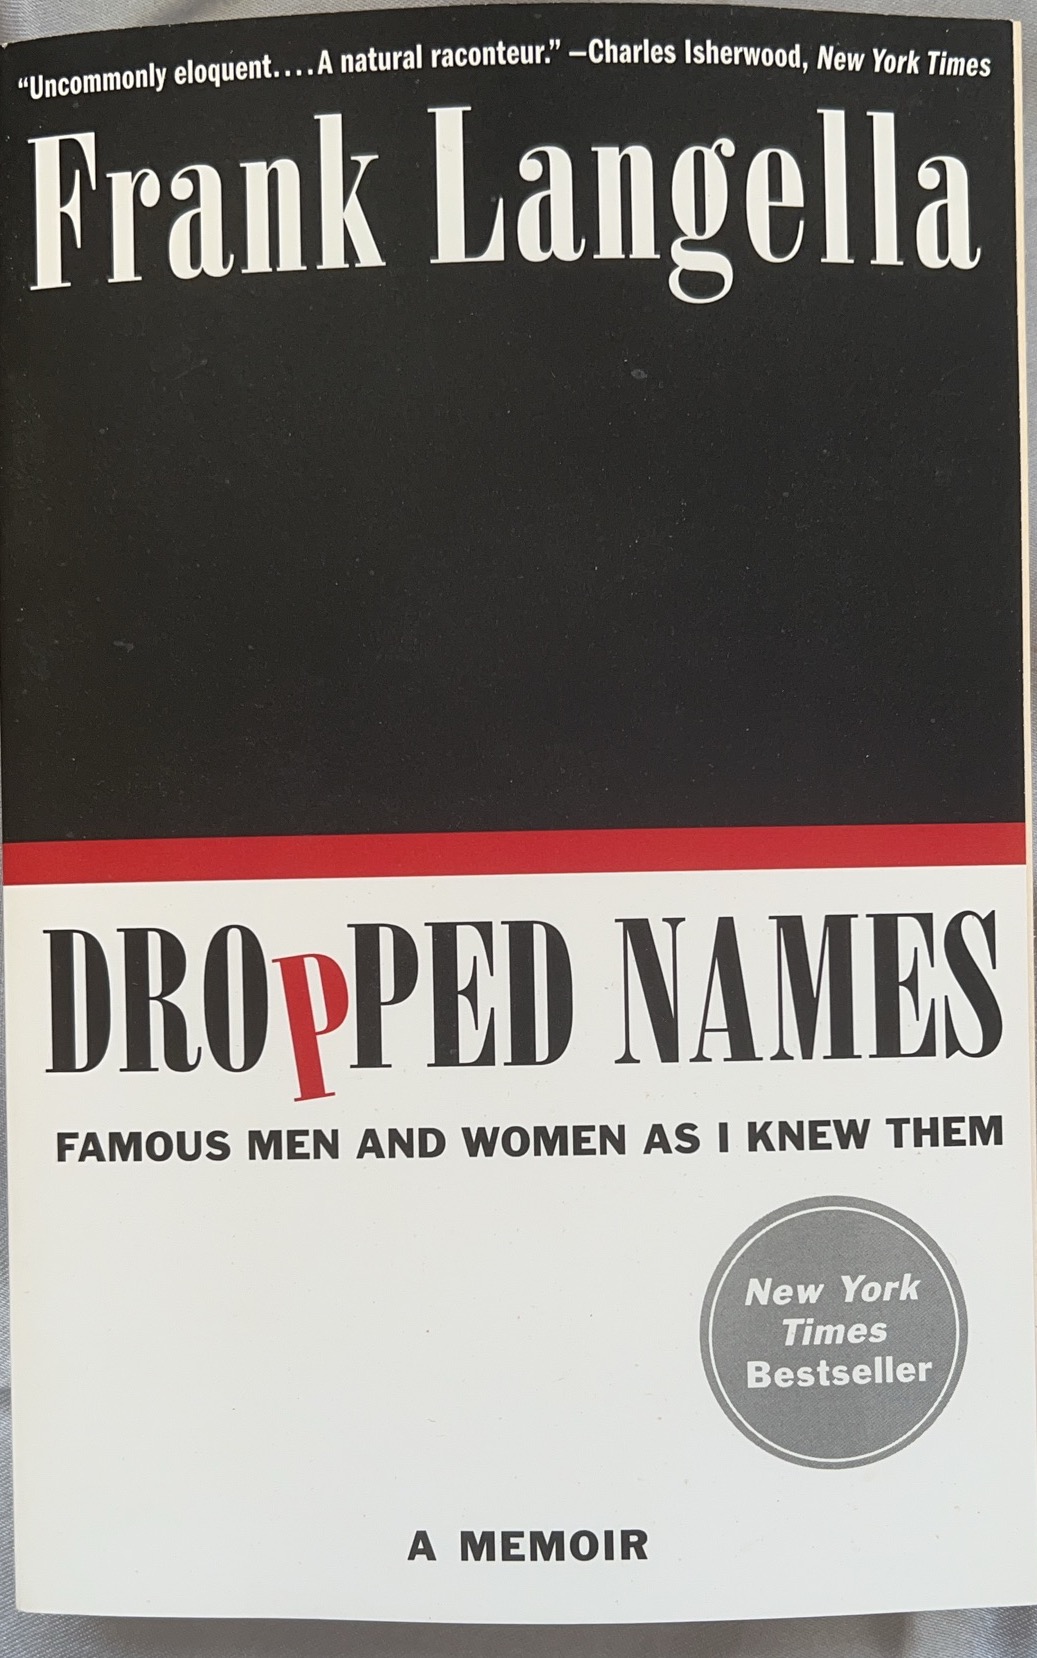 “Uncommonly eloquent....A natural raconteur.” –Charles Isherwood, New York Times
Frank Langella
DROPPED NAMES
FAMOUS MEN AND WOMEN AS I KNEW THEM
New York
Times
Bestseller
A MEMOIR